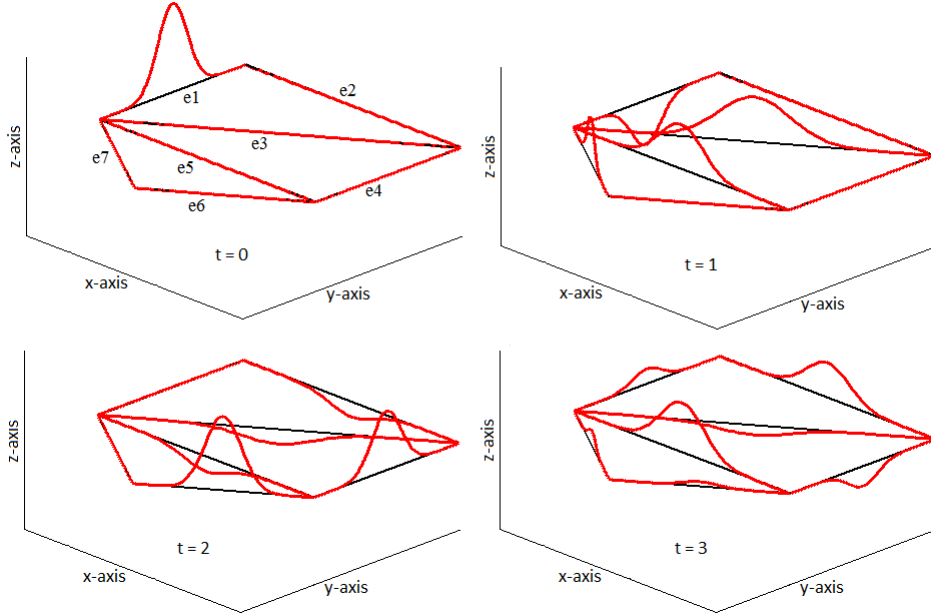 z-axis
e1
e2
e3
e7
e5
e6
e4
t = 0
x-axis
y-axis
z-axis
t = 1
x-axis
y-axis
z-axis
t = 2
x-axis
y-axis
z-axis
t = 3
x-axis
y-axis